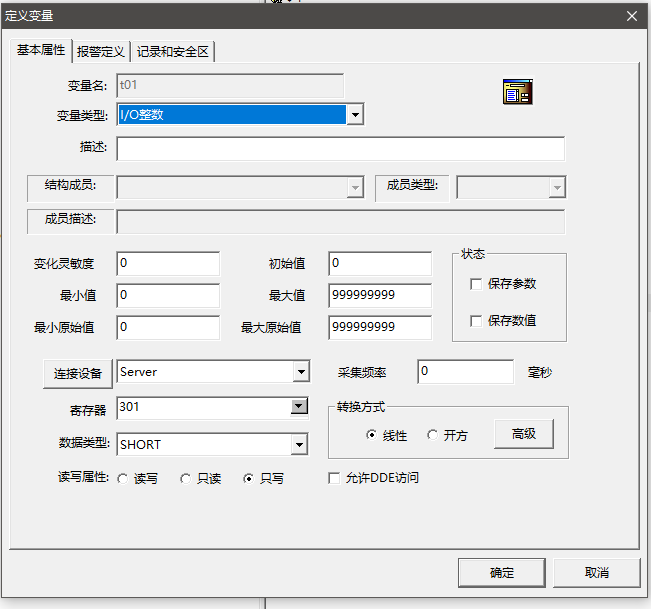 定义变量
基本属性 报警定义 记录和安全区
变量名: t01
变量类型: I/O整数
描述:
结构成员: 成员类型:
成员描述:
变化灵敏度 0 初始值 0 状态
最小值 0 最大值 999999999 保存参数
最小原始值 0 最大原始值 999999999 保存数值
连接设备 Server 采集频率 0 毫秒
寄存器 301 转换方式
数据类型: SHORT 线性 开方 高级
读写属性: 读写 只读 只写 允许DDE访问
确定 取消